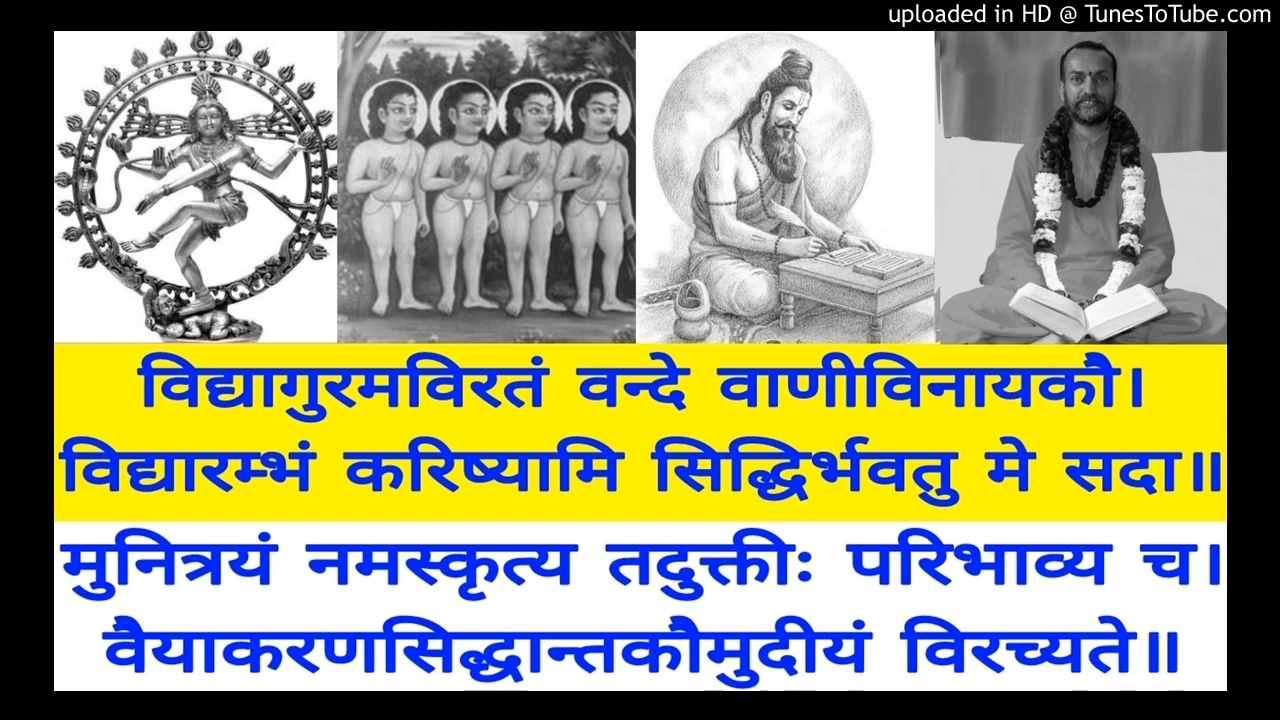 uploaded in HD @ TunesToTube.com
विद्यागुरमविरतं वन्दे वाणीविनायकौ।
विद्यारम्भं करिष्यामि सिद्धिर्भवतु मे सदा॥
मुनित्रयं नमस्कृत्य तदुक्तीः परिभाव्य च।
वैयाकरणसिद्धान्तकौमुदीयं विरच्यते॥